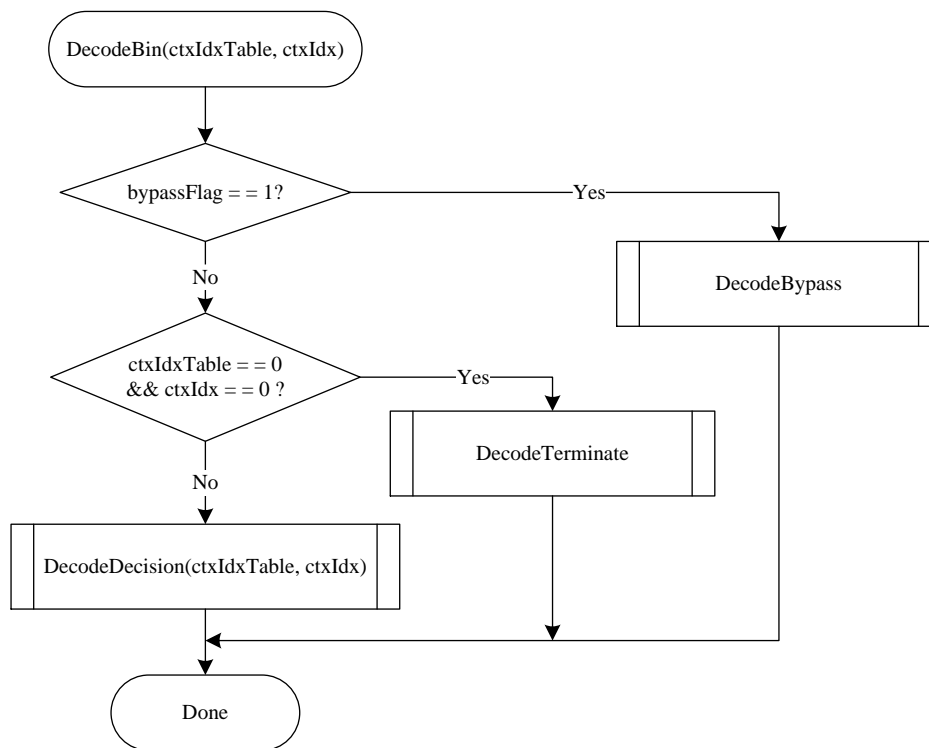 DecodeBin(ctxIdxTable, ctxIdx)
bypassFlag = = 1?
Yes
DecodeBypass
No
ctxIdxTable = = 0
&& ctxIdx = = 0 ?
Yes
DecodeTerminate
No
DecodeDecision(ctxIdxTable, ctxIdx)
Done